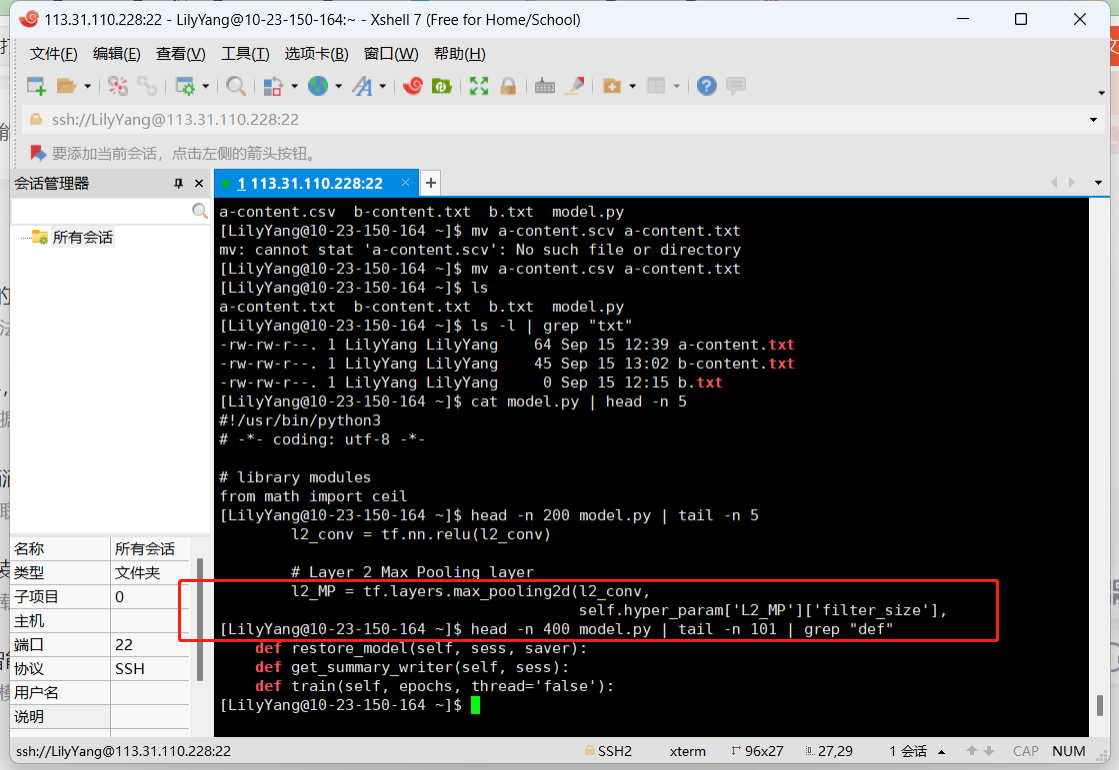 113.31.110.228:22 - LilyYang@10-23-150-164:~ - Xshell 7 (Free for Home/School)
文件(F) 编辑(E) 查看(V) 工具(T) 选项卡(B) 窗口(W) 帮助(H)
ssh://LilyYang@113.31.110.228:22
要添加当前会话，点击左侧的箭头按钮。
会话管理器
1 113.31.110.228:22
所有会话
a-content.csv  b-content.txt  b.txt  model.py
[LilyYang@10-23-150-164 ~]$ mv a-content.scv a-content.txt
mv: cannot stat 'a-content.scv': No such file or directory
[LilyYang@10-23-150-164 ~]$ mv a-content.csv a-content.txt
[LilyYang@10-23-150-164 ~]$ ls
a-content.txt  b-content.txt  b.txt  model.py
[LilyYang@10-23-150-164 ~]$ ls -l | grep "txt"
-rw-rw-r--. 1 LilyYang LilyYang    64 Sep 15 12:39 a-content.txt
-rw-rw-r--. 1 LilyYang LilyYang    45 Sep 15 13:02 b-content.txt
-rw-rw-r--. 1 LilyYang LilyYang     0 Sep 15 12:15 b.txt
[LilyYang@10-23-150-164 ~]$ cat model.py | head -n 5
#!/usr/bin/python3
# -*- coding: utf-8 -*-
# library modules
from math import ceil
[LilyYang@10-23-150-164 ~]$ head -n 200 model.py | tail -n 5
        l2_conv = tf.nn.relu(l2_conv)
        # Layer 2 Max Pooling layer
        l2_MP = tf.layers.max_pooling2d(l2_conv,
                                        self.hyper_param['L2_MP']['filter_size'],
[LilyYang@10-23-150-164 ~]$ head -n 400 model.py | tail -n 101 | grep "def"
    def restore_model(self, sess, saver):
    def get_summary_writer(self, sess):
    def train(self, epochs, thread='false'):
[LilyYang@10-23-150-164 ~]$
名称 所有会话
类型 文件夹
子项目 0
主机
端口 22
协议 SSH
用户名
说明
ssh://LilyYang@113.31.110.228:22 SSH2 xterm 96x27 27,29 1 会话 CAP NUM